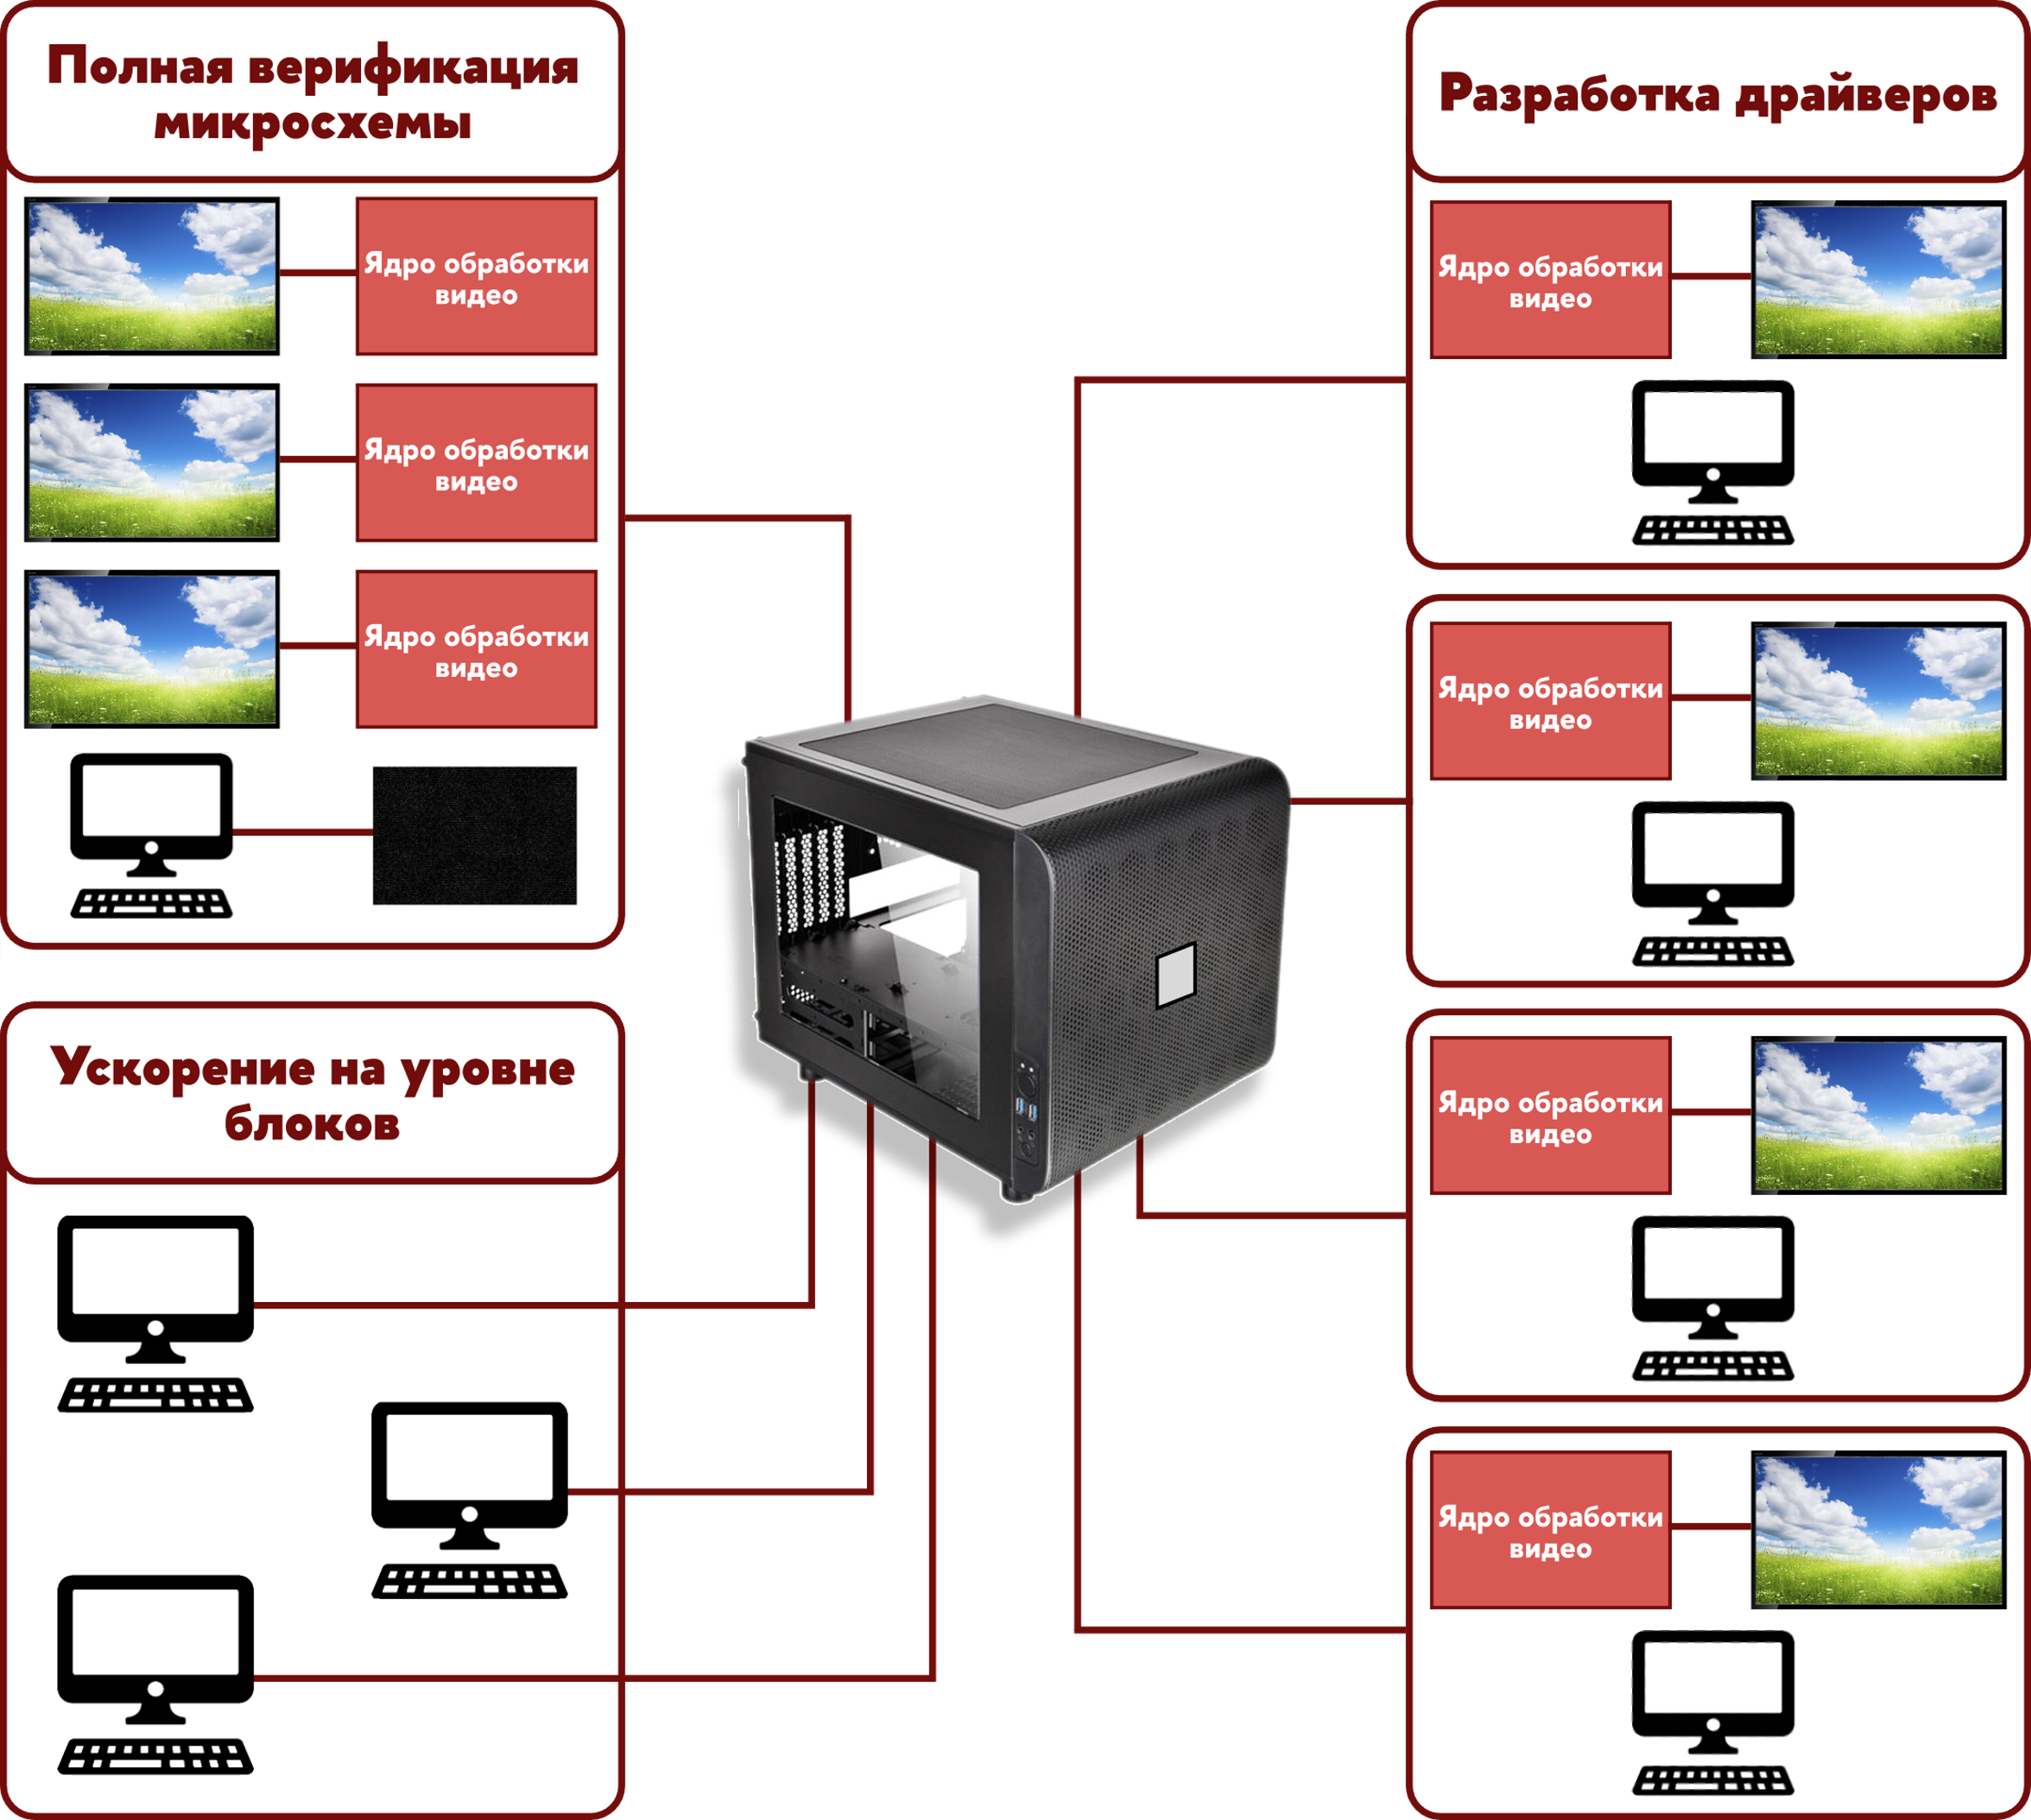 Полная верификация
микросхемы
Ядро обработки
видео
Ядро обработки
видео
Ядро обработки
видео
Ускорение на уровне
блоков
Разработка драйверов
Ядро обработки
видео
Ядро обработки
видео
Ядро обработки
видео
Ядро обработки
видео